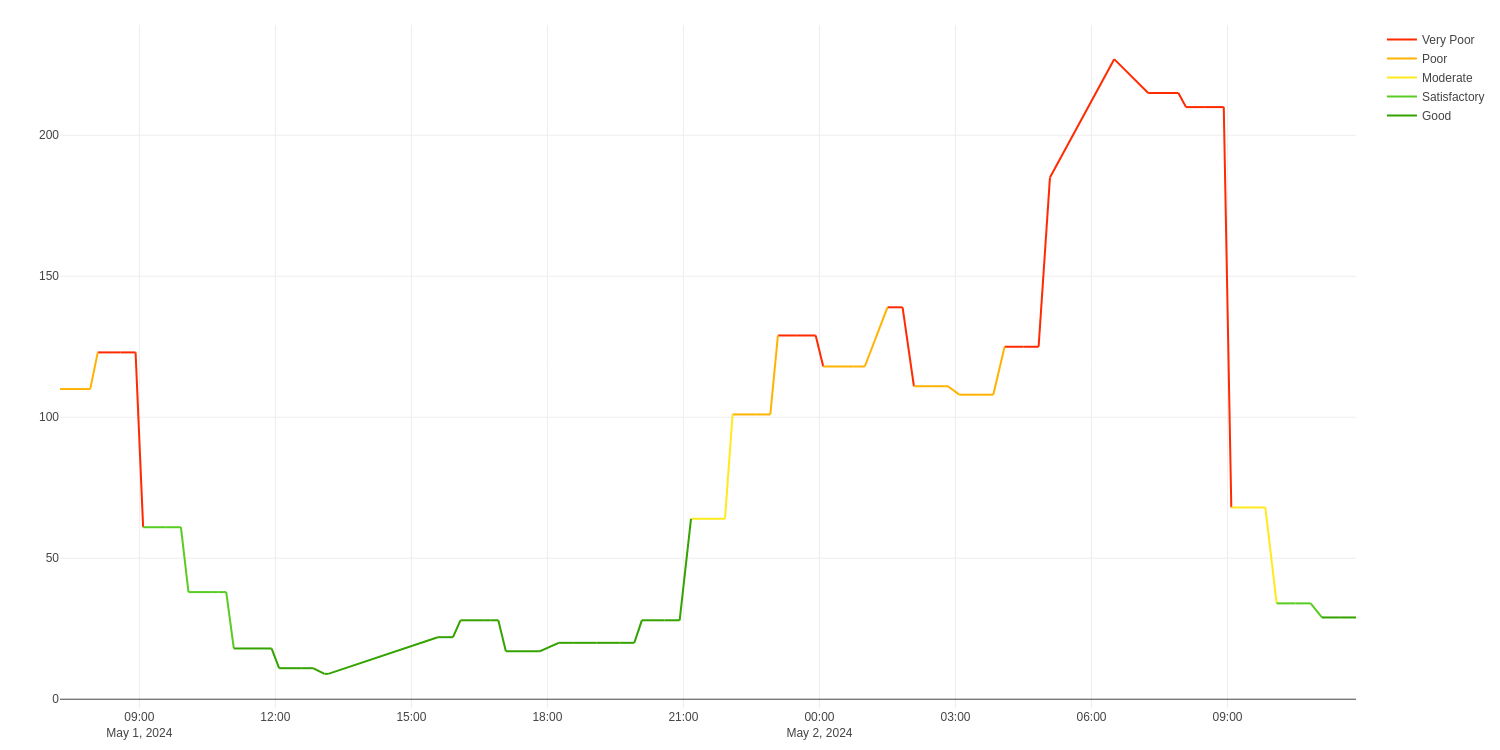 Very Poor
Poor
Moderate
Satisfactory
Good
200
150
100
50
0
09:00
12:00
15:00
18:00
21:00
00:00
03:00
06:00
09:00
May 1, 2024
May 2, 2024